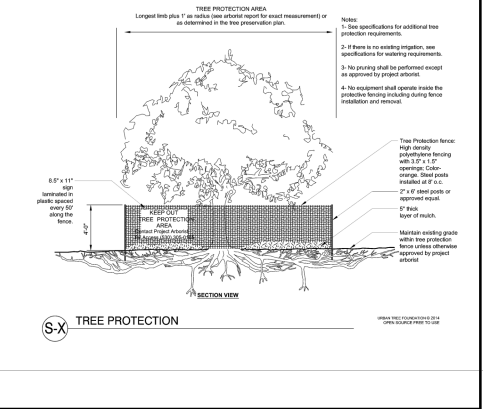 TREE PROTECTION AREA
Longest limb plus 1' as radius (see arborist report for exact measurement) or
as determined in the tree preservation plan.
Notes:
1- See specifications for additional tree
protection requirements.
2- If there is no existing irrigation, see
specifications for watering requirements.
3- No pruning shall be performed except
as approved by project arborist.
4- No equipment shall operate inside the
protective fencing including during fence
installation and removal.
Tree Protection fence:
High density
polyethylene fencing
with 3.5" x 1.5"
openings; Color-
orange. Steel posts
installed at 8' o.c.
2" x 6' steel posts or
approved equal.
5" thick
layer of mulch.
Maintain existing grade
within tree protection
fence unless otherwise
approved by project
arborist
8.5" x 11"
sign
laminated in
plastic spaced
every 50'
along the
fence.
4'-0"
KEEP OUT
TREE PROTECTION
AREA
Contact Project Arborist
Access (530)
SECTION VIEW
S-X TREE PROTECTION
URBAN TREE FOUNDATION © 2014
OPEN SOURCE FREE TO USE